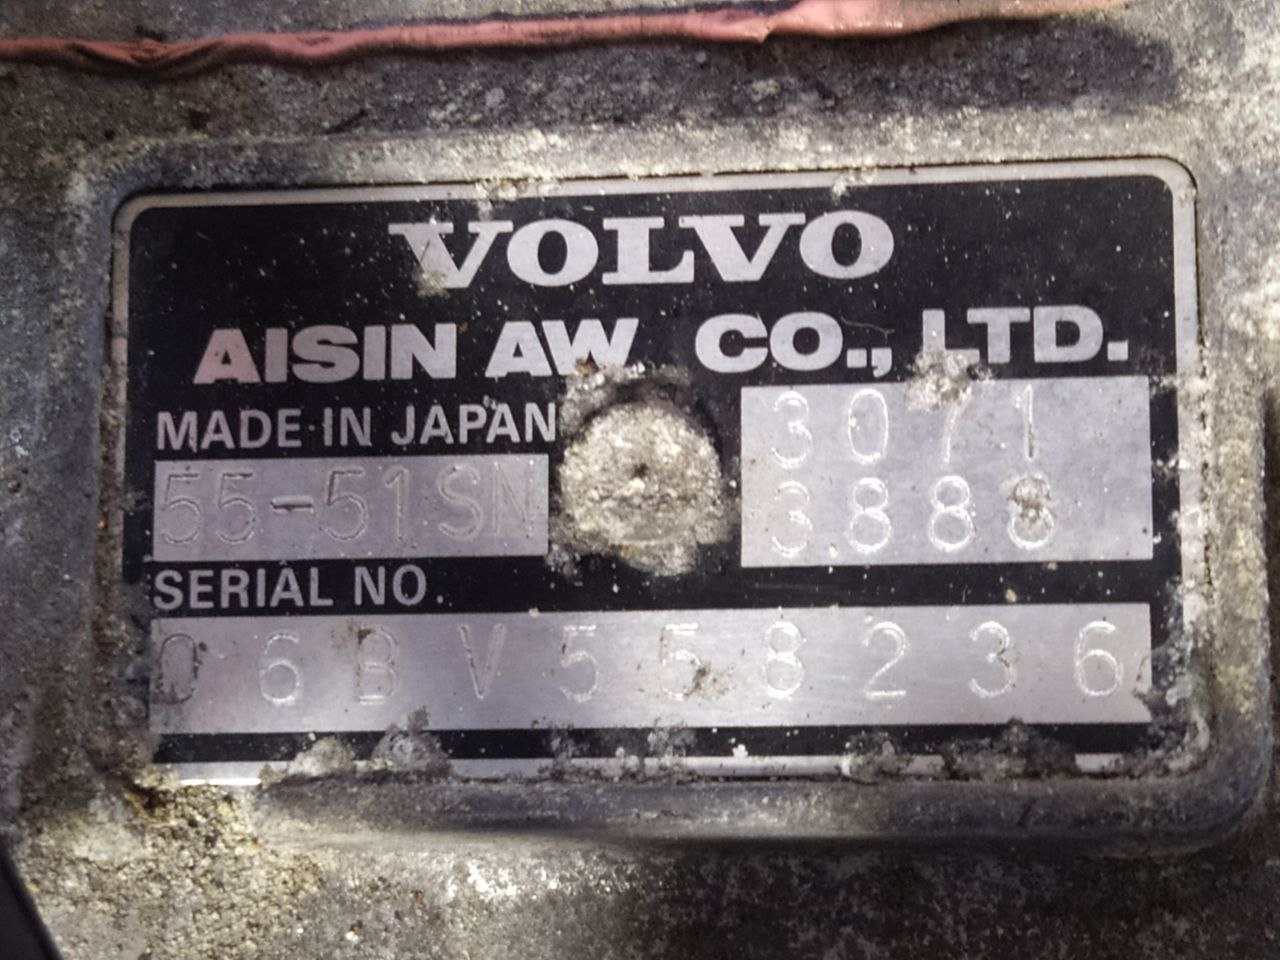 VOLVO
AISIN AW CO., LTD.
MADE IN JAPAN
55-51SN
3071
3888
SERIAL NO.
06BV558236